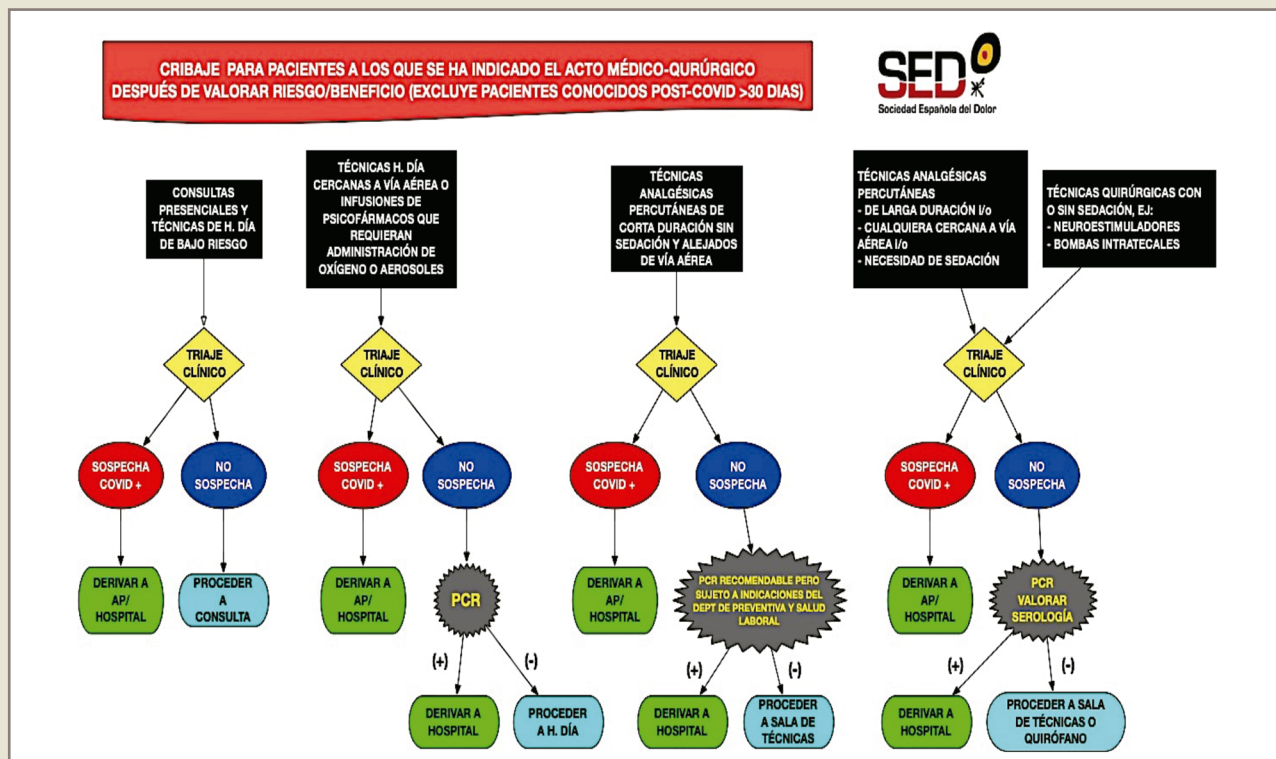 CRIBAJE PARA PACIENTES A LOS QUE SE HA INDICADO EL ACTO MÉDICO-QURÚRGICO
DESPUÉS DE VALORAR RIESGO/BENEFICIO (EXCLUYE PACIENTES CONOCIDOS POST-COVID >30 DIAS)
SED
Sociedad Española del Dolor
CONSULTAS
PRESENCIALES Y
TÉCNICAS DE H. DÍA
DE BAJO RIESGO
TÉCNICAS H. DÍA
CERCANAS A VÍA AÉREA O
INFUSIONES DE
PSICOFÁRMACOS QUE
REQUIERAN
ADMINISTRACIÓN DE
OXÍGENO O AEROSOLES
TÉCNICAS
ANALGÉSICAS
PERCUTÁNEAS DE
CORTA DURACIÓN SIN
SEDACIÓN Y ALEJADOS
DE VÍA AÉREA
TÉCNICAS ANALGÉSICAS
PERCUTÁNEAS
- DE LARGA DURACIÓN I/o
- CUALQUIERA CERCANA A VÍA
AÉREA I/o
- NECESIDAD DE SEDACIÓN
TÉCNICAS QUIRÚRGICAS CON
O SIN SEDACIÓN, EJ:
- NEUROESTIMULADORES
- BOMBAS INTRATECALES
TRIAJE
CLÍNICO
TRIAJE
CLÍNICO
TRIAJE
CLÍNICO
TRIAJE
CLÍNICO
SOSPECHA
COVID +
NO
SOSPECHA
SOSPECHA
COVID +
NO
SOSPECHA
SOSPECHA
COVID +
NO
SOSPECHA
SOSPECHA
COVID +
NO
SOSPECHA
DERIVAR A
AP/
HOSPITAL
PROCEDER
A
CONSULTA
DERIVAR A
AP/
HOSPITAL
PCR
DERIVAR A
AP/
HOSPITAL
PCR RECOMENDABLE PERO
SUJETO A INDICACIONES DEL
DEPT DE PREVENTIVA Y SALUD
LABORAL
DERIVAR A
AP/
HOSPITAL
PCR
VALORAR
SEROLOGÍA
(+)
(-)
(+)
(-)
(+)
(-)
DERIVAR A
HOSPITAL
PROCEDER
A H. DÍA
DERIVAR A
HOSPITAL
PROCEDER
A SALA DE
TÉCNICAS
DERIVAR A
HOSPITAL
PROCEDER A SALA
DE TÉCNICAS O
QUIRÓFANO